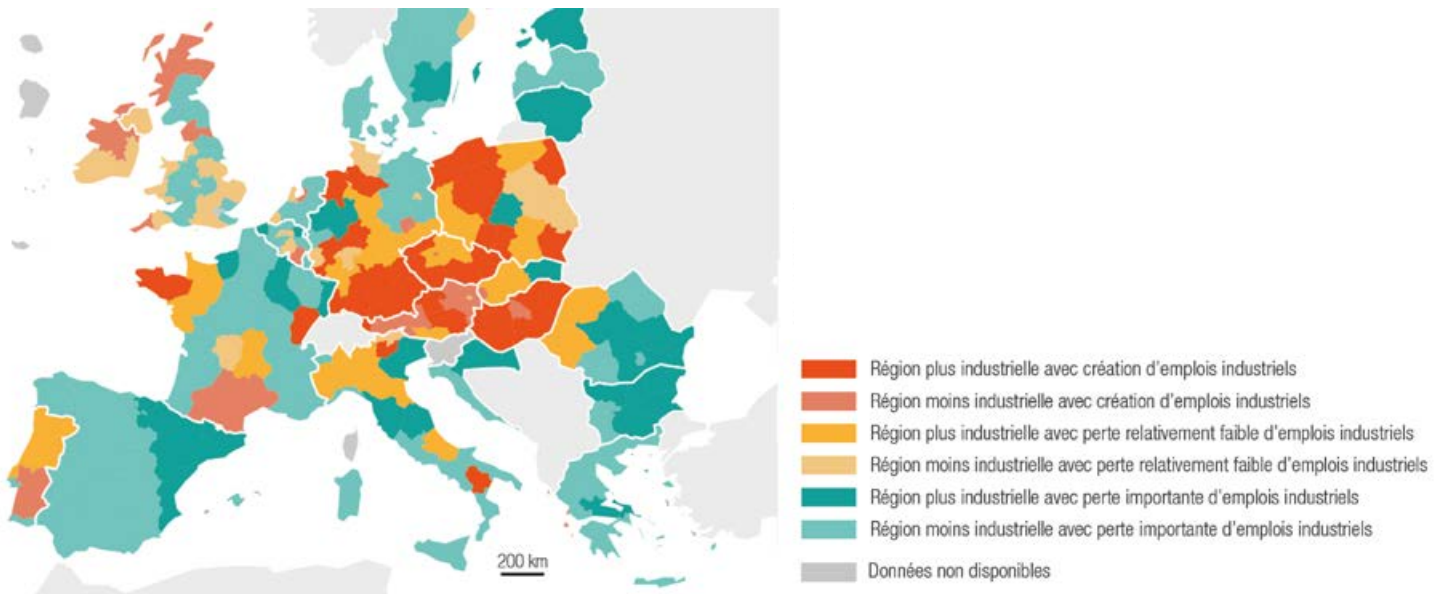 Région plus industrielle avec création d'emplois industriels
Région moins industrielle avec création d'emplois industriels
Région plus industrielle avec perte relativement faible d'emplois industriels
Région moins industrielle avec perte relativement faible d'emplois industriels
Région plus industrielle avec perte importante d'emplois industriels
Région moins industrielle avec perte importante d'emplois industriels
200 km
Données non disponibles